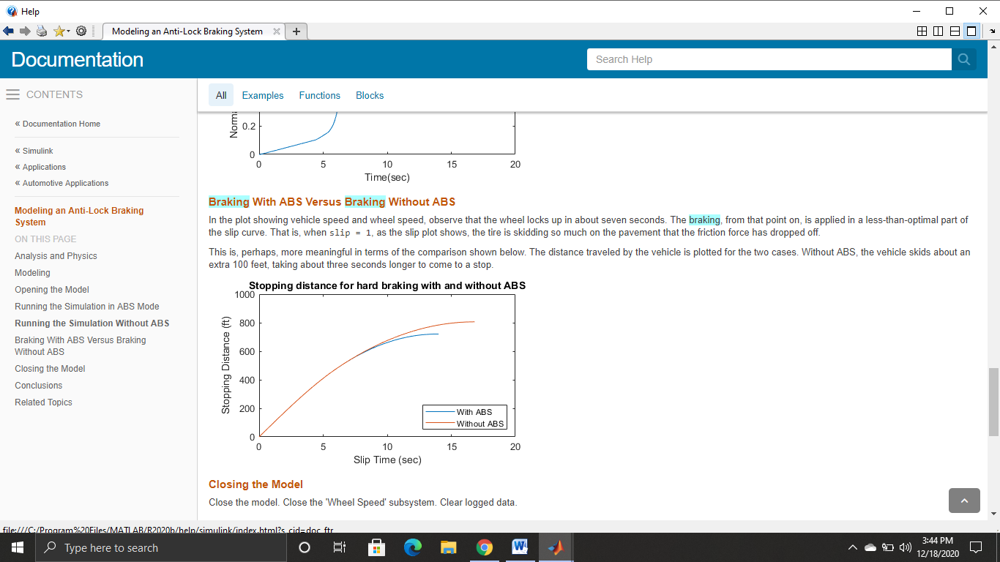 Help
Modeling an Anti-Lock Braking System
Documentation
Search Help
CONTENTS
« Documentation Home
« Simulink
« Applications
« Automotive Applications
Modeling an Anti-Lock Braking
System
ON THIS PAGE
Analysis and Physics
Modeling
Opening the Model
Running the Simulation in ABS Mode
Running the Simulation Without ABS
Braking With ABS Versus Braking
Without ABS
Closing the Model
Conclusions
Related Topics
All Examples Functions Blocks
0.2
0
0 5 10 15 20
Time(sec)
Braking With ABS Versus Braking Without ABS
In the plot showing vehicle speed and wheel speed, observe that the wheel locks up in about seven seconds. The braking, from that point on, is applied in a less-than-optimal part of
the slip curve. That is, when slip = 1, as the slip plot shows, the tire is skidding so much on the pavement that the friction force has dropped off.
This is, perhaps, more meaningful in terms of the comparison shown below. The distance traveled by the vehicle is plotted for the two cases. Without ABS, the vehicle skids about an
extra 100 feet, taking about three seconds longer to come to a stop.
Stopping distance for hard braking with and without ABS
1000
800
600
400
200
0
Stopping Distance (ft)
With ABS
Without ABS
0 5 10 15 20
Slip Time (sec)
Closing the Model
Close the model. Close the 'Wheel Speed' subsystem. Clear logged data.
file:///C:/Program%20Files/MATLAB/R2020b/help/simulink/index.html?s_cid=doc_ftr
Type here to search
3:44 PM
12/18/2020